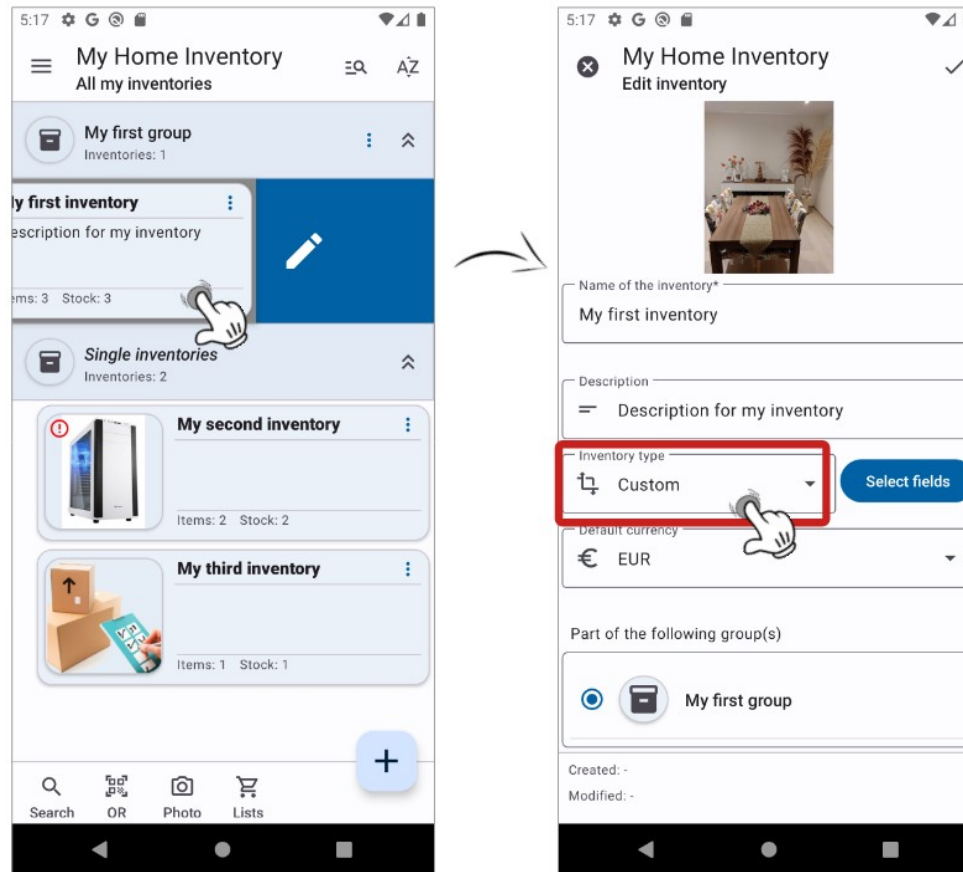 5:17
My Home Inventory
All my inventories
AZ
My first group
Inventories: 1
ly first inventory
escription for my inventory
ems: 3 Stock: 3
Single inventories
Inventories: 2
My second inventory
Items: 2 Stock: 2
My third inventory
Items: 1 Stock: 1
Search
QR
Photo
Lists
5:17
My Home Inventory
Edit inventory
Name of the inventory*
My first inventory
Description
Description for my inventory
Inventory type
Custom
Select fields
Default currency
€ EUR
Part of the following group(s)
My first group
Created: -
Modified: -